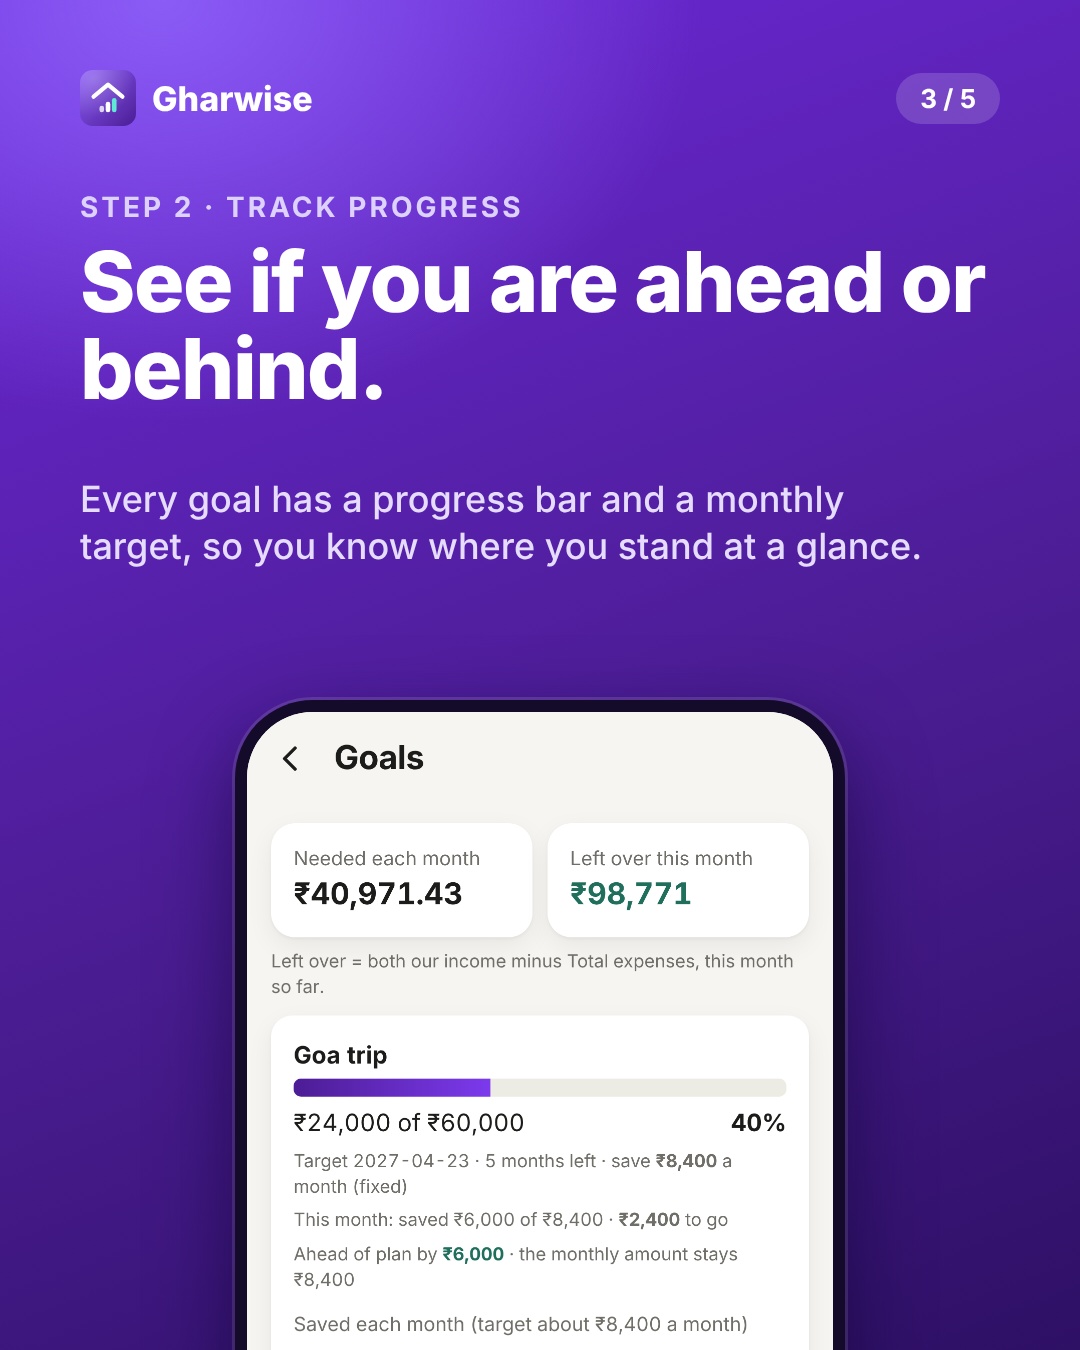 Gharwise
3 / 5
STEP 2 · TRACK PROGRESS
See if you are ahead or
behind.
Every goal has a progress bar and a monthly
target, so you know where you stand at a glance.
Goals
Needed each month
₹40,971.43
Left over this month
₹98,771
Left over = both our income minus Total expenses, this month
so far.
Goa trip
₹24,000 of ₹60,000
40%
Target 2027-04-23 · 5 months left · save ₹8,400 a
month (fixed)
This month: saved ₹6,000 of ₹8,400 · ₹2,400 to go
Ahead of plan by ₹6,000 · the monthly amount stays
₹8,400
Saved each month (target about ₹8,400 a month)